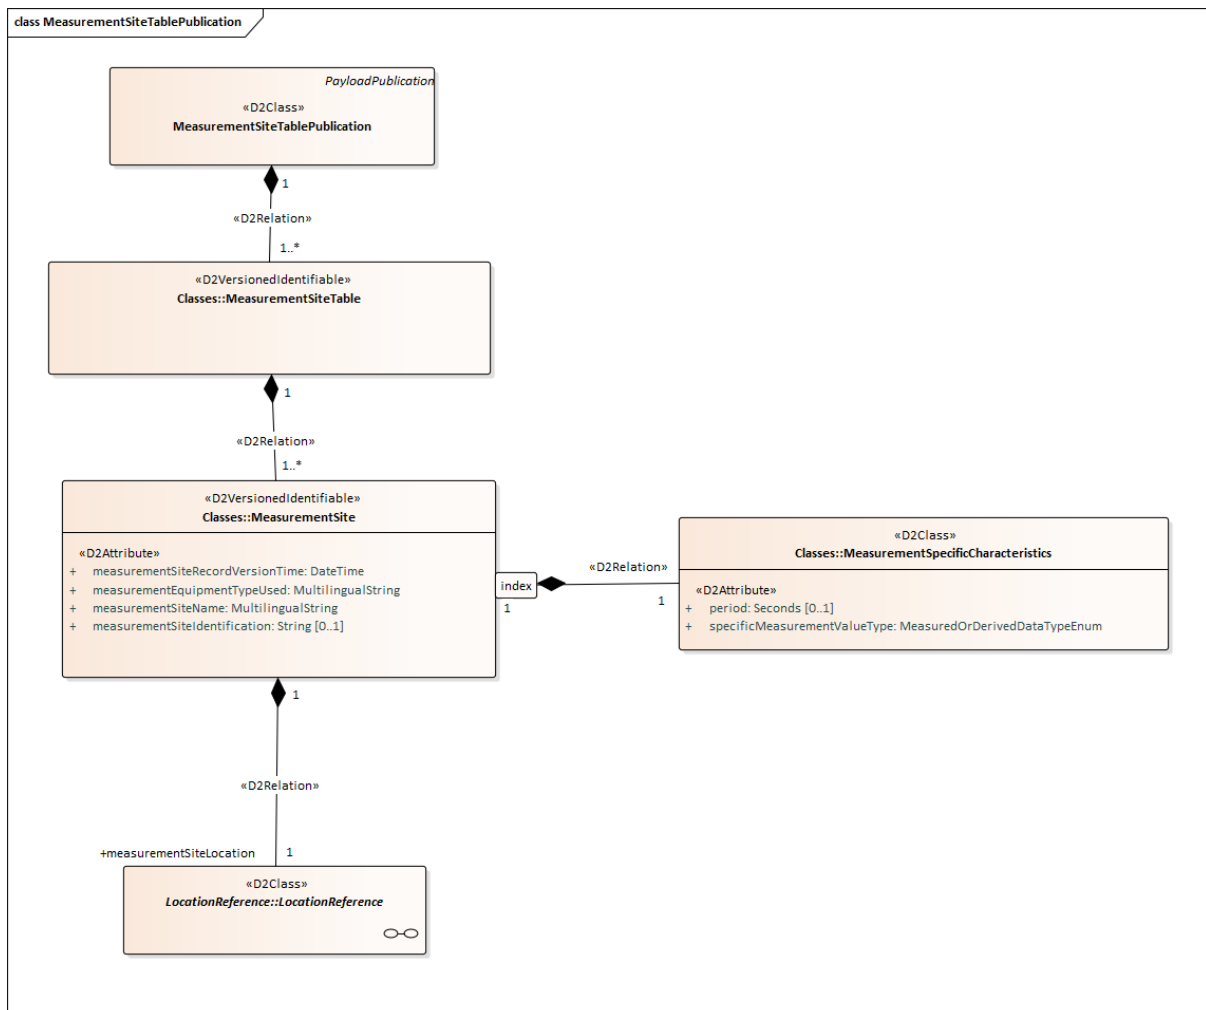 class MeasurementSiteTablePublication
PayloadPublication
«D2Class»
MeasurementSiteTablePublication
1
«D2Relation»
1..*
«D2VersionedIdentifiable»
Classes::MeasurementSiteTable
1
«D2Relation»
1..*
«D2VersionedIdentifiable»
Classes::MeasurementSite
«D2Attribute»
+ measurementSiteRecordVersionTime: DateTime
+ measurementEquipmentTypeUsed: MultilingualString
+ measurementSiteName: MultilingualString
+ measurementSiteIdentification: String [0..1]
index
1
«D2Relation»
1
«D2Class»
Classes::MeasurementSpecificCharacteristics
«D2Attribute»
+ period: Seconds [0..1]
+ specificMeasurementValueType: MeasuredOrDerivedDataTypeEnum
1
«D2Relation»
+measurementSiteLocation
1
«D2Class»
LocationReference::LocationReference